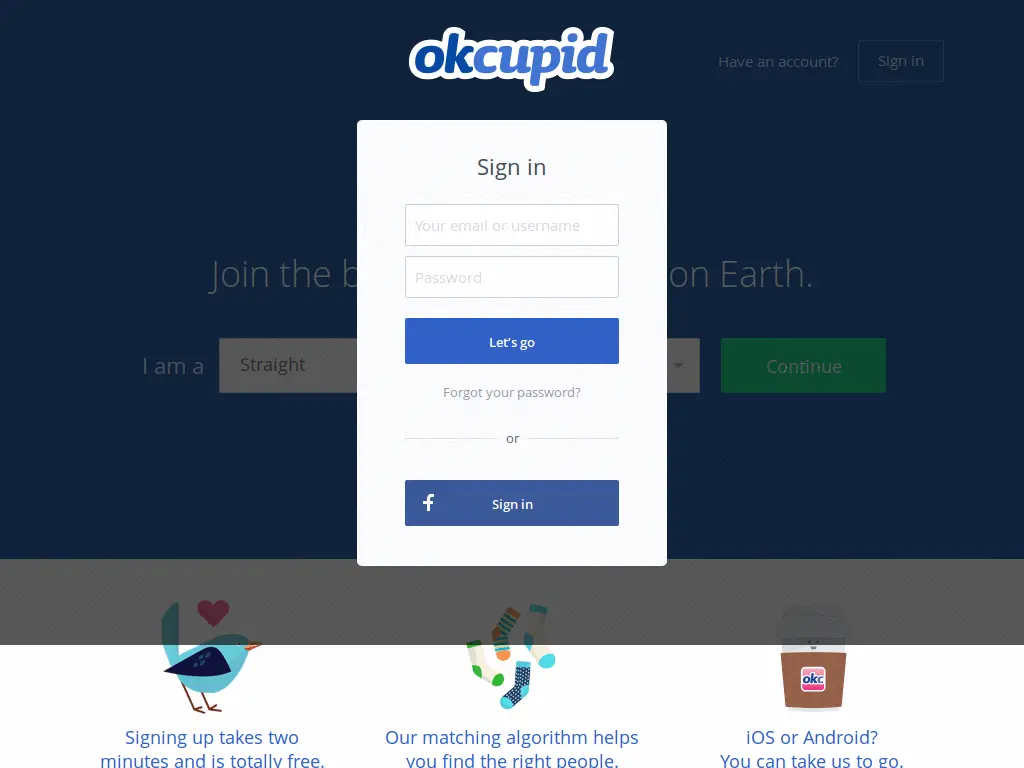 okcupid
Have an account?
Sign in
Sign in
Your email or username
Password
Join the b
on Earth.
Let's go
I am a
Straight
Continue
Forgot your password?
or
f
Sign in
okc
Signing up takes two
minutes and is totally free.
Our matching algorithm helps
you find the right people.
iOS or Android?
You can take us to go.